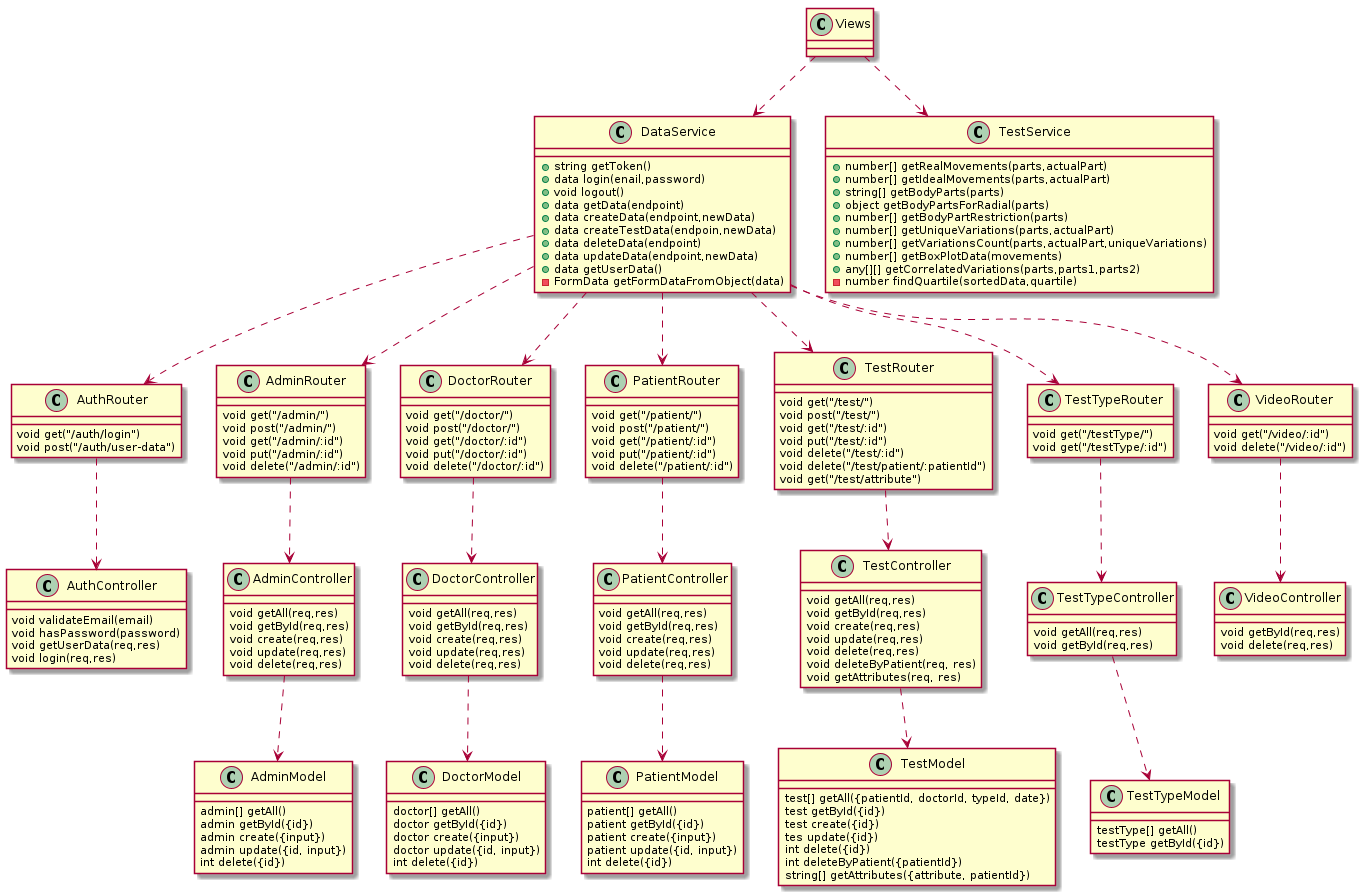 C Views
C DataService
string getToken()
data login(enail,password)
void logout()
data getData(endpoint)
data createData(endpoint,newData)
data createTestData(endpoin,newData)
data deleteData(endpoint)
data updateData(endpoint,newData)
data getUserData()
FormData getFormDataFromObject(data)
C TestService
number[] getRealMovements(parts,actualPart)
number[] getIdealMovements(parts,actualPart)
string[] getBodyParts(parts)
object getBodyPartsForRadial(parts)
number[] getBodyPartRestriction(parts)
number[] getUniqueVariations(parts,actualPart)
number[] getVariationsCount(parts,actualPart,uniqueVariations)
number[] getBoxPlotData(movements)
any[][] getCorrelatedVariations(parts,parts1,parts2)
number findQuartile(sortedData,quartile)
C AuthRouter
void get("/auth/login")
void post("/auth/user-data")
C AdminRouter
void get("/admin/")
void post("/admin/")
void get("/admin/:id")
void put("/admin/:id")
void delete("/admin/:id")
C DoctorRouter
void get("/doctor/")
void post("/doctor/")
void get("/doctor/:id")
void put("/doctor/:id")
void delete("/doctor/:id")
C PatientRouter
void get("/patient/")
void post("/patient/")
void get("/patient/:id")
void put("/patient/:id")
void delete("/patient/:id")
C TestRouter
void get("/test/")
void post("/test/")
void get("/test/:id")
void put("/test/:id")
void delete("/test/:id")
void delete("/test/patient/:patientId")
void get("/test/attribute")
C TestTypeRouter
void get("/testType/")
void get("/testType/:id")
C VideoRouter
void get("/video/:id")
void delete("/video/:id")
C AuthController
void validateEmail(email)
void hasPassword(password)
void getUserData(req,res)
void login(req,res)
C AdminController
void getAll(req,res)
void getById(req,res)
void create(req,res)
void update(req,res)
void delete(req,res)
C DoctorController
void getAll(req,res)
void getById(req,res)
void create(req,res)
void update(req,res)
void delete(req,res)
C PatientController
void getAll(req,res)
void getById(req,res)
void create(req,res)
void update(req,res)
void delete(req,res)
C TestController
void getAll(req,res)
void getById(req,res)
void create(req,res)
void update(req,res)
void delete(req,res)
void deleteByPatient(req, res)
void getAttributes(req, res)
C TestTypeController
void getAll(req,res)
void getById(req,res)
C VideoController
void getById(req,res)
void delete(req,res)
C AdminModel
admin[] getAll()
admin getById({id})
admin create({input})
admin update({id, input})
int delete({id})
C DoctorModel
doctor[] getAll()
doctor getById({id})
doctor create({input})
doctor update({id, input})
int delete({id})
C PatientModel
patient[] getAll()
patient getById({id})
patient create({input})
patient update({id, input})
int delete({id})
C TestModel
test[] getAll({patientId, doctorId, typeId, date})
test getById({id})
test create({id})
tes update({id})
int delete({id})
int deleteByPatient({patientId})
string[] getAttributes({attribute, patientId})
C TestTypeModel
testType[] getAll()
testType getById({id})